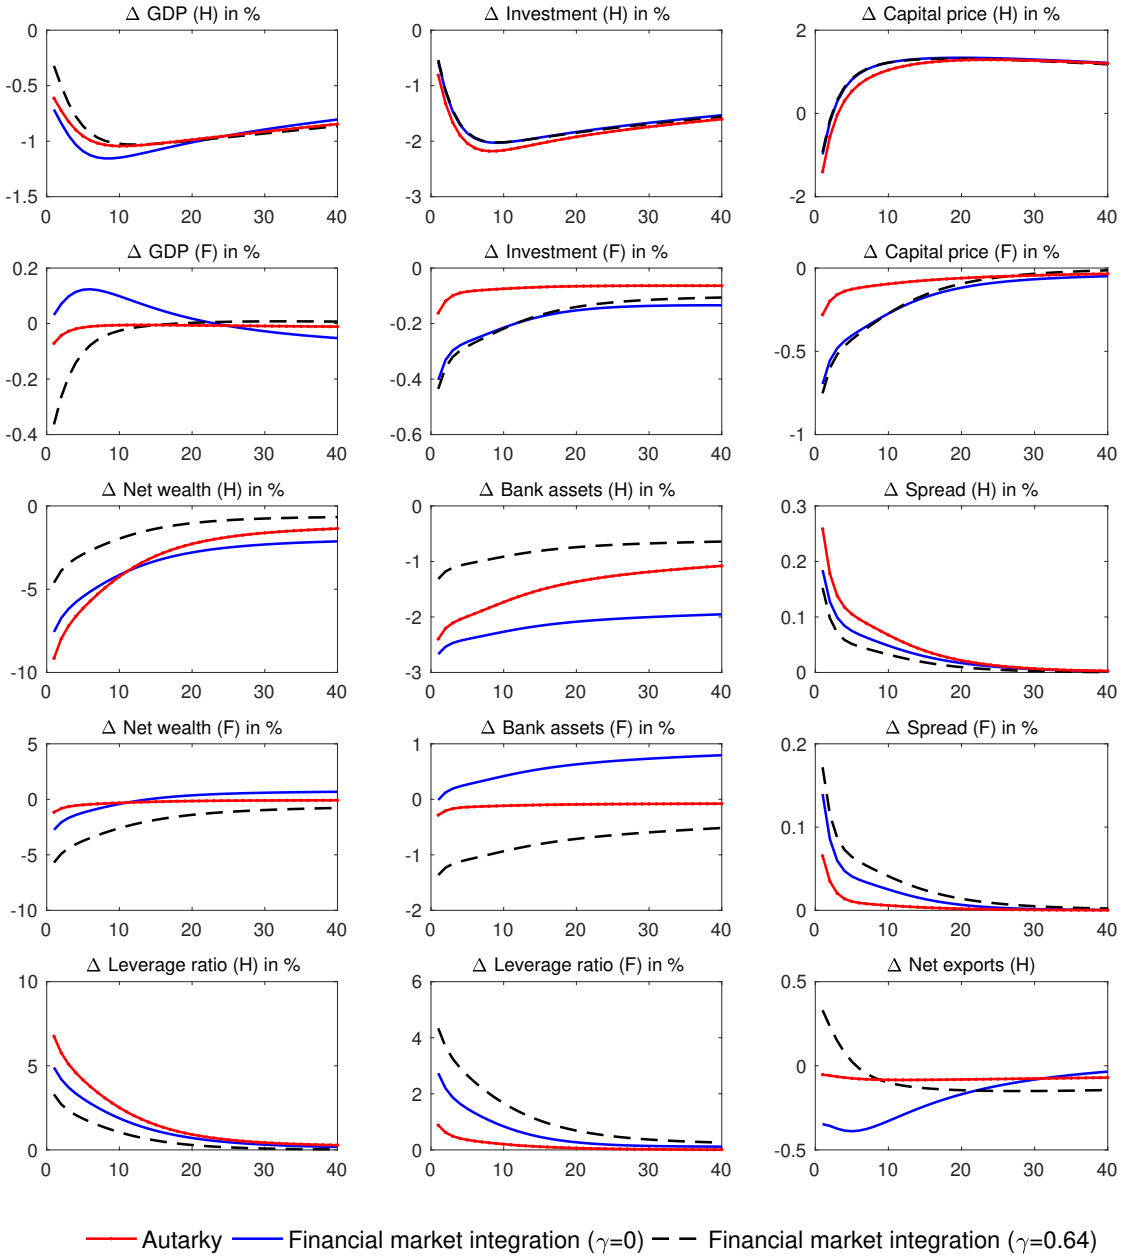 Δ GDP (H) in %
Δ Investment (H) in %
Δ Capital price (H) in %
0
-0.5
-1
-1.5
0 10 20 30 40
0
-1
-2
-3
0 10 20 30 40
2
0
-2
0 10 20 30 40
Δ GDP (F) in %
Δ Investment (F) in %
Δ Capital price (F) in %
0.2
0
-0.2
-0.4
0 10 20 30 40
0
-0.2
-0.4
-0.6
0 10 20 30 40
0
-0.5
-1
0 10 20 30 40
Δ Net wealth (H) in %
Δ Bank assets (H) in %
Δ Spread (H) in %
0
-5
-10
0 10 20 30 40
0
-1
-2
-3
0 10 20 30 40
0.3
0.2
0.1
0
0 10 20 30 40
Δ Net wealth (F) in %
Δ Bank assets (F) in %
Δ Spread (F) in %
5
0
-5
-10
0 10 20 30 40
1
0
-1
-2
0 10 20 30 40
0.2
0.1
0
0 10 20 30 40
Δ Leverage ratio (H) in %
Δ Leverage ratio (F) in %
Δ Net exports (H)
10
5
0
0 10 20 30 40
6
4
2
0
0 10 20 30 40
0.5
0
-0.5
0 10 20 30 40
Autarky Financial market integration (γ=0) Financial market integration (γ=0.64)